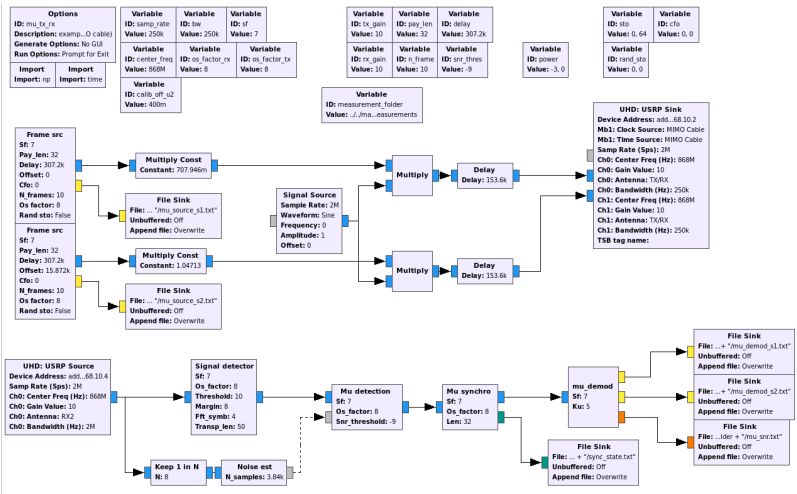 Options
ID: mu_tx_rx
Description: examp...O cable)
Generate Options: No GUI
Run Options: Prompt for Exit
Import
Import: np
Import
Import: time
Variable
ID: samp_rate
Value: 250k
Variable
ID: bw
Value: 250k
Variable
ID: sf
Value: 7
Variable
ID: center_freq
Value: 868M
Variable
ID: os_factor_rx
Value: 8
Variable
ID: os_factor_tx
Value: 8
Variable
ID: calib_off_u2
Value: 400m
Variable
ID: tx_gain
Value: 10
Variable
ID: pay_len
Value: 32
Variable
ID: delay
Value: 307.2k
Variable
ID: rx_gain
Value: 10
Variable
ID: n_frame
Value: 10
Variable
ID: snr_thres
Value: -9
Variable
ID: measurement_folder
Value: ../../ma...easurements
Variable
ID: power
Value: -3, 0
Variable
ID: sto
Value: 0, 64
Variable
ID: cfo
Value: 0, 0
Variable
ID: rand_sto
Value: 0, 0
Frame src
Sf: 7
Pay_len: 32
Delay: 307.2k
Offset: 0
Cfo: 0
N_frames: 10
Os factor: 8
Rand sto: False
Multiply Const
Constant: 707.946m
File Sink
File: ... "/mu_source_s1.txt"
Unbuffered: Off
Append file: Overwrite
Frame src
Sf: 7
Pay_len: 32
Delay: 307.2k
Offset: 15.872k
Cfo: 0
N_frames: 10
Os factor: 8
Rand sto: False
Multiply Const
Constant: 1.04713
File Sink
File: ... "/mu_source_s2.txt"
Unbuffered: Off
Append file: Overwrite
Signal Source
Sample Rate: 2M
Waveform: Sine
Frequency: 0
Amplitude: 1
Offset: 0
Multiply
Delay
Delay: 153.6k
Multiply
Delay
Delay: 153.6k
UHD: USRP Sink
Device Address: add...68.10.2
Mb1: Clock Source: MIMO Cable
Mb1: Time Source: MIMO Cable
Samp Rate (Sps): 2M
Ch0: Center Freq (Hz): 868M
Ch0: Gain Value: 10
Ch0: Antenna: TX/RX
Ch0: Bandwidth (Hz): 250k
Ch1: Center Freq (Hz): 868M
Ch1: Gain Value: 10
Ch1: Antenna: TX/RX
Ch1: Bandwidth (Hz): 250k
TSB tag name:
UHD: USRP Source
Device Address: add...68.10.4
Samp Rate (Sps): 2M
Ch0: Center Freq (Hz): 868M
Ch0: Gain Value: 10
Ch0: Antenna: RX2
Ch0: Bandwidth (Hz): 2M
Signal detector
Sf: 7
Os_factor: 8
Threshold: 10
Margin: 8
Fft_symb: 4
Transp_len: 50
Keep 1 in N
N: 8
Noise est
N_samples: 3.84k
Mu detection
Sf: 7
Os_factor: 8
Snr_threshold: -9
Mu synchro
Sf: 7
Os_factor: 8
Len: 32
mu_demod
Sf: 7
Ku: 5
File Sink
File: ... + "/mu_demod_s1.txt"
Unbuffered: Off
Append file: Overwrite
File Sink
File: ... + "/mu_demod_s2.txt"
Unbuffered: Off
Append file: Overwrite
File Sink
File: ...lder + "/mu_snr.txt"
Unbuffered: Off
Append file: Overwrite
File Sink
File: ... + "/sync_state.txt"
Unbuffered: Off
Append file: Overwrite